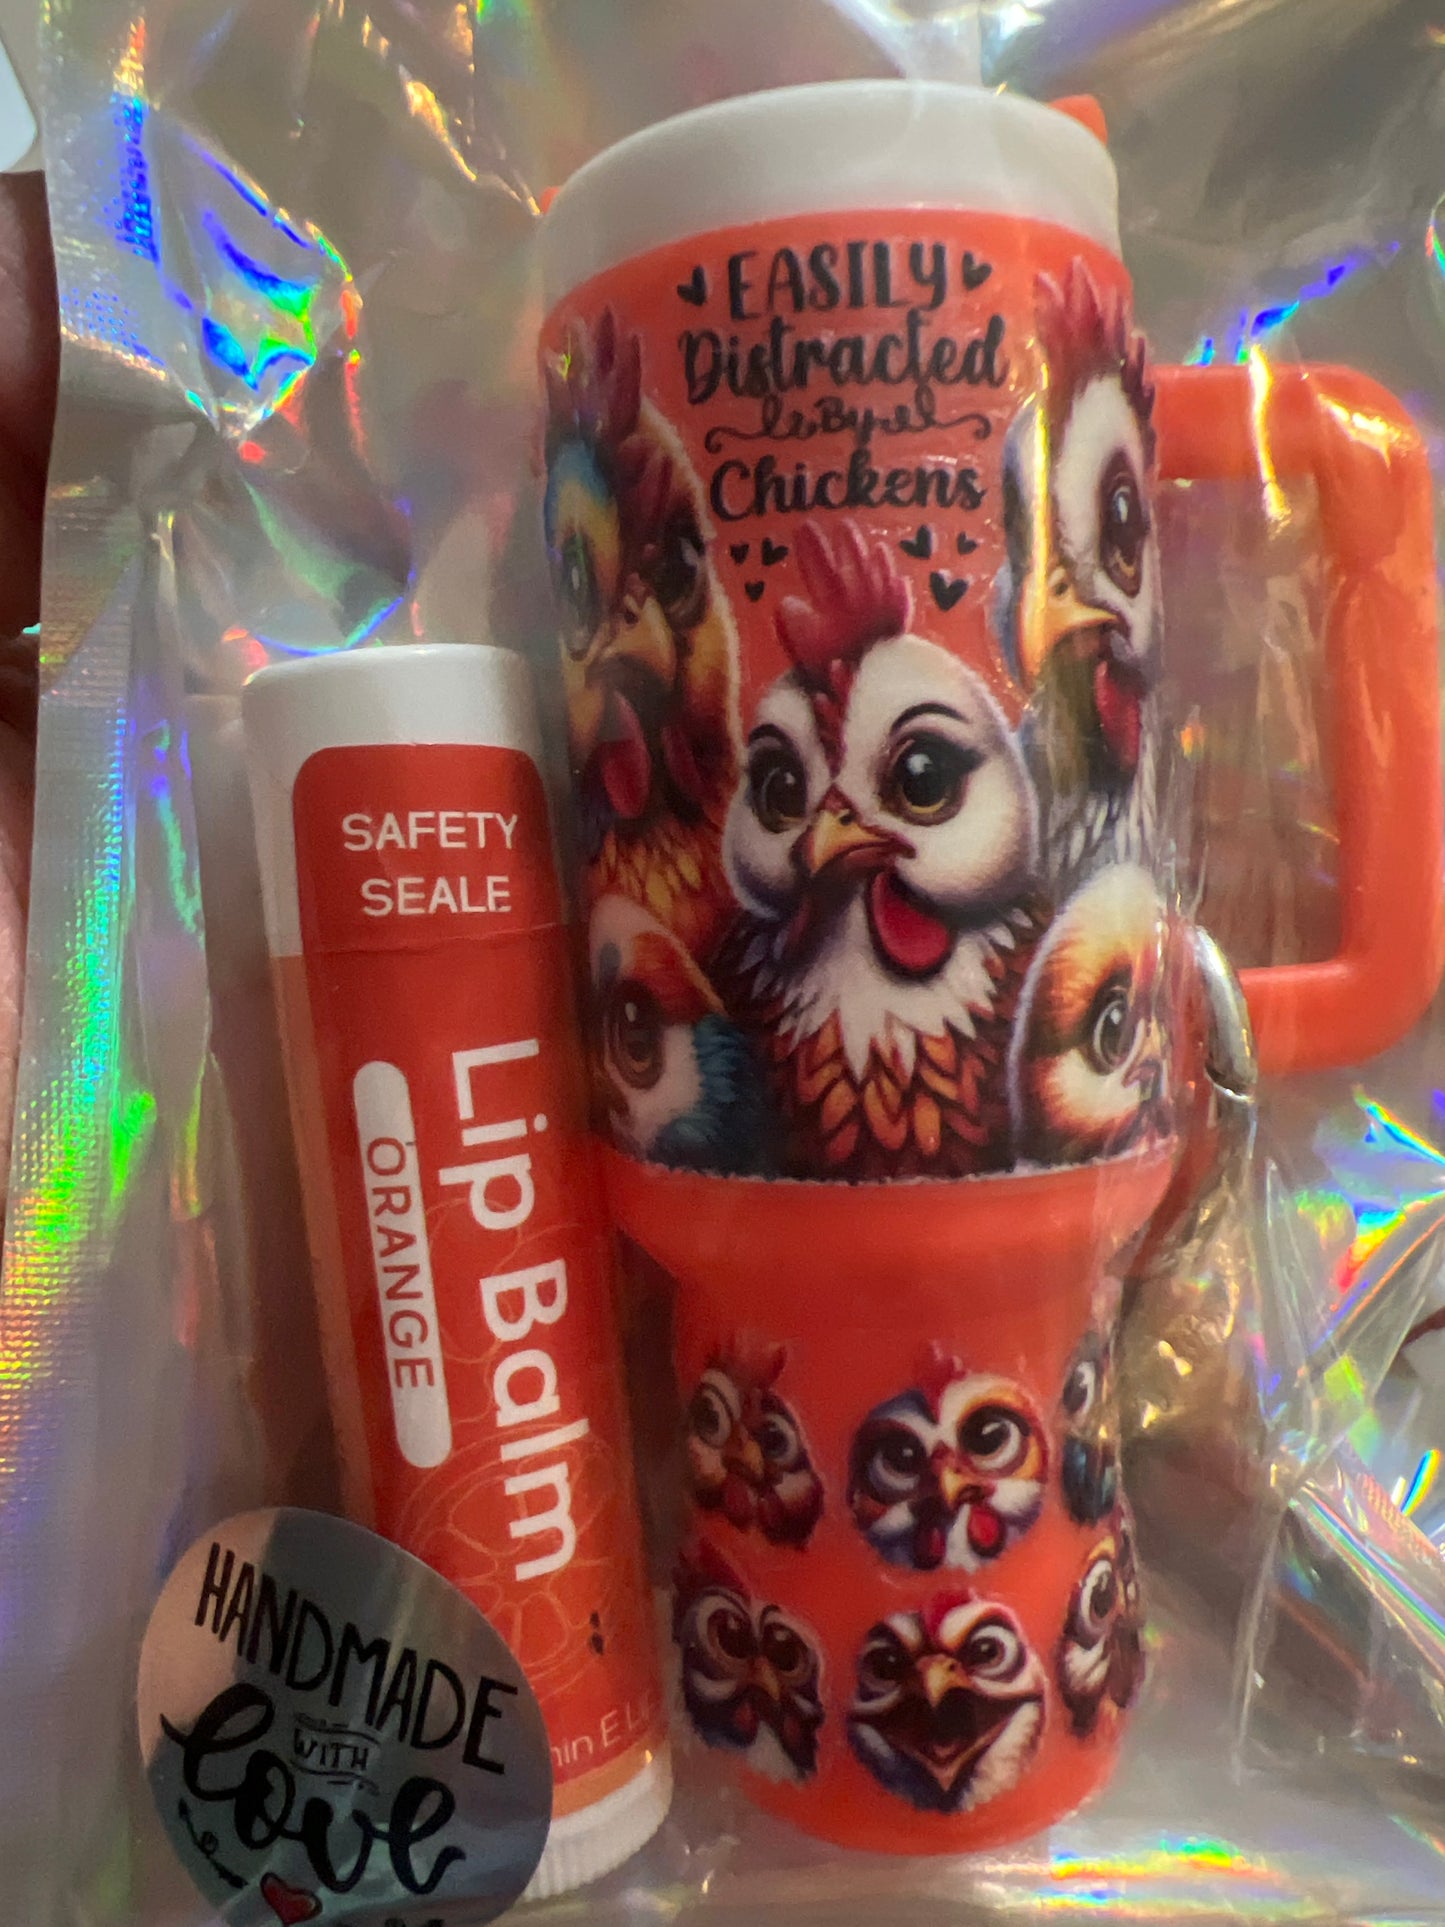 EASILY
Distracted
By
Chickens
SAFETY
SEALE
Lip Balm
ORANGE
HANDMADE
WITH
love